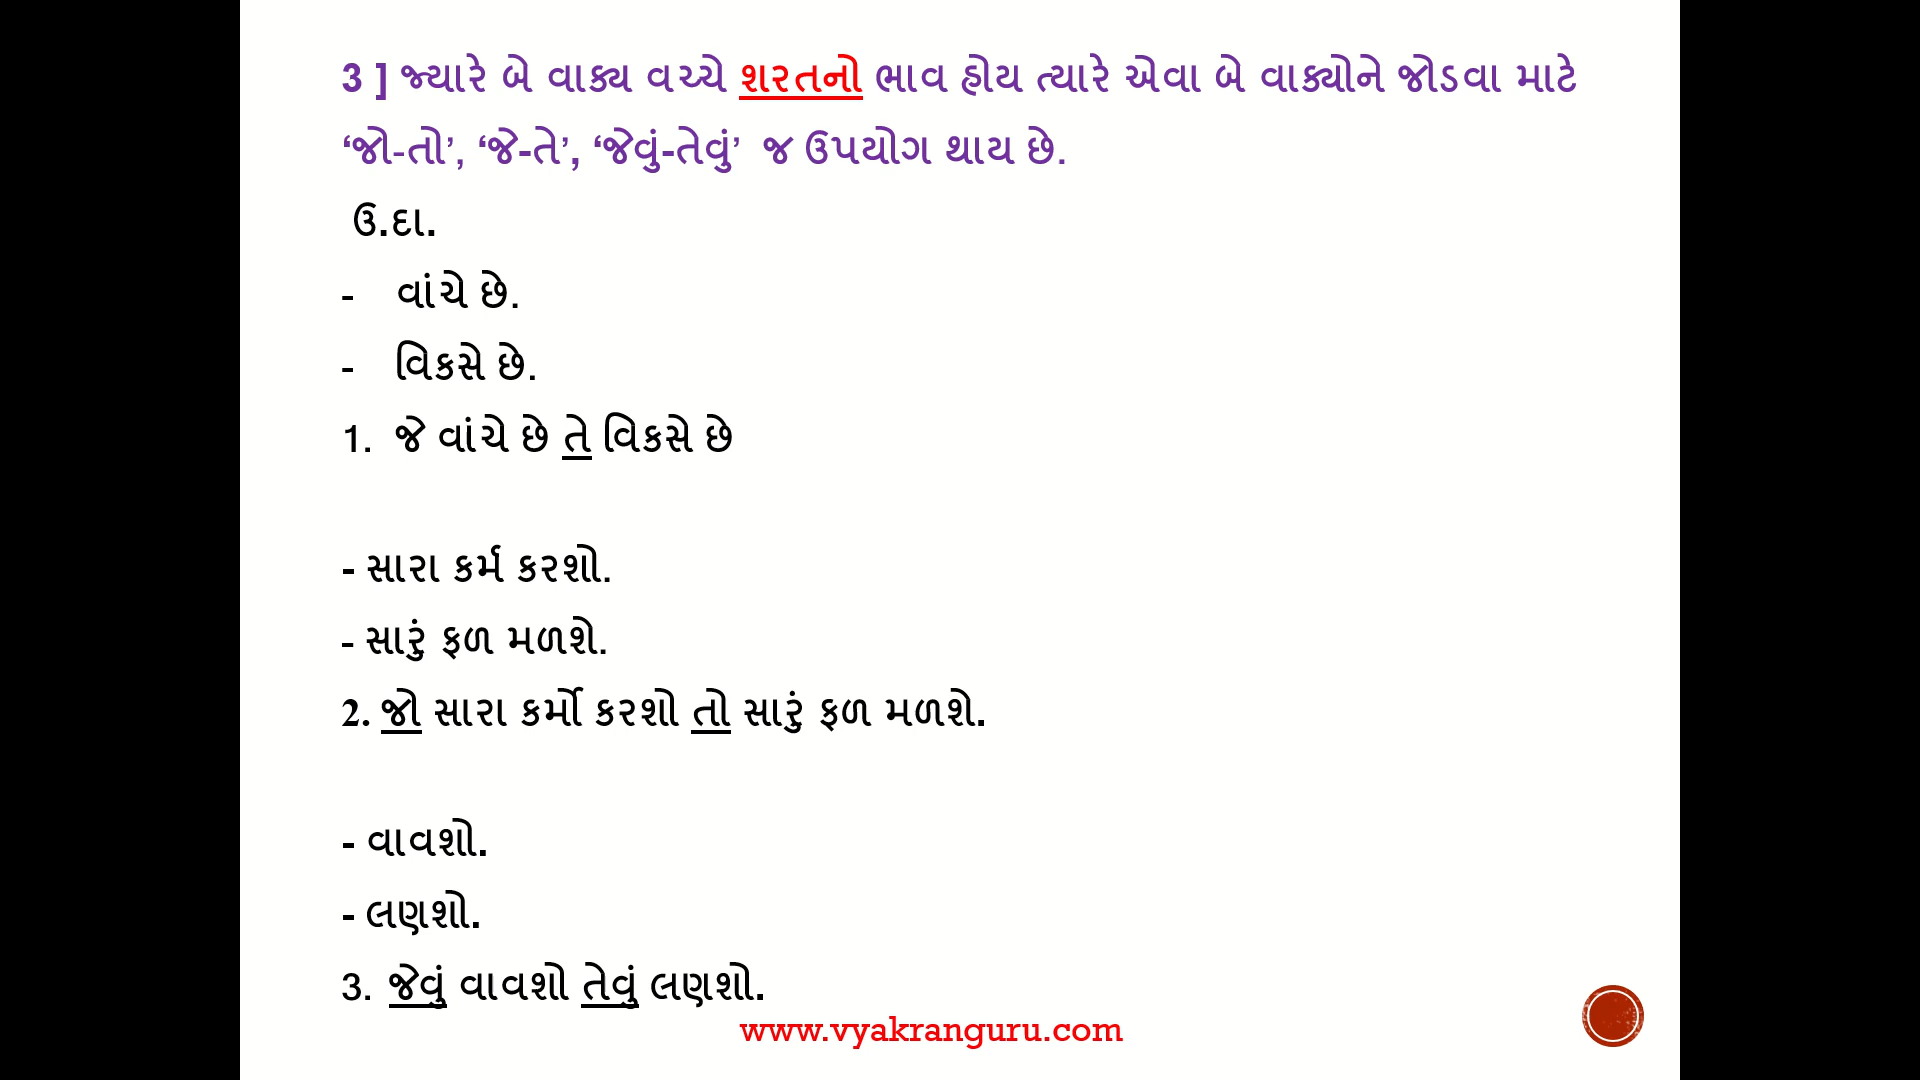 3 ] જ્યારે બે વાક્ય વચ્ચે શરતનો ભાવ હોય ત્યારે એવા બે વાક્યોને જોડવા માટે
‘જો-તો’, ‘જે-તે’, ‘જેવું-તેવું’ જ ઉપયોગ થાય છે.
ઉ.દા.
- વાંચે છે.
- વિકસે છે.
1. જે વાંચે છે તે વિકસે છે
- સારા કર્મ કરશો.
- સારું ફળ મળશે.
2. જો સારા કર્મો કરશો તો સારું ફળ મળશે.
- વાવશો.
- લણશો.
3. જેવું વાવશો તેવું લણશો.
www.vyakranguru.com